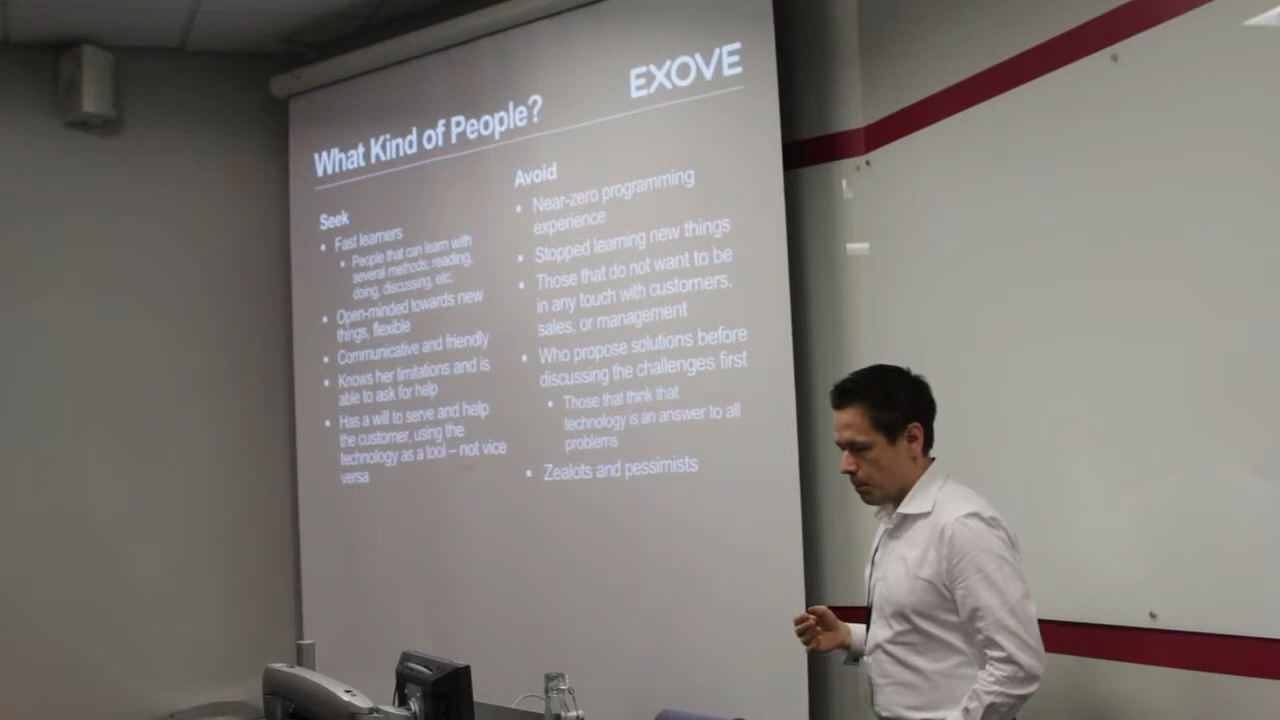 EXOVE
What Kind of People?
Seek
• Fast learners
• People that can learn with
several methods; reading,
doing, discussing, etc.
• Open-minded towards new
things, flexible
• Communicative and friendly
• Knows her limitations and is
able to ask for help
• Has a will to serve and help
the customer, using the
technology as a tool – not vice
versa
Avoid
• Near-zero programming
experience
• Stopped learning new things
• Those that do not want to be
in any touch with customers,
sales, or management
• Who propose solutions before
discussing the challenges first
• Those that think that
technology is an answer to all
problems
• Zealots and pessimists